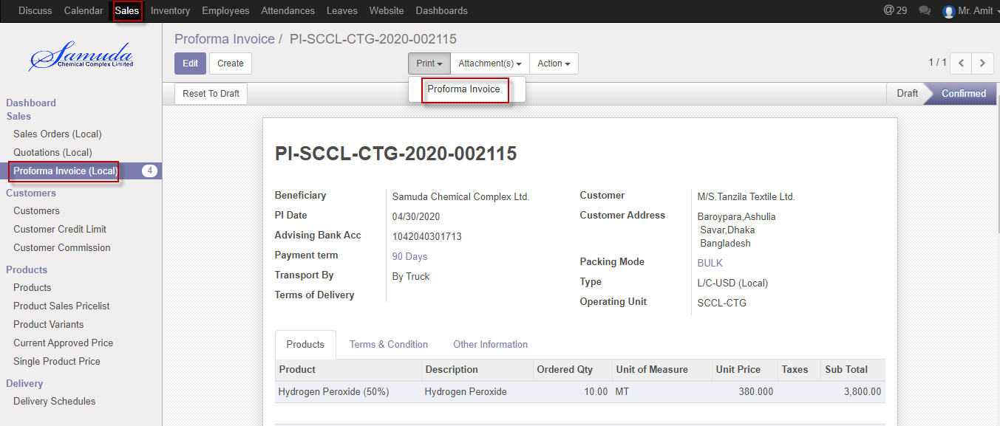 Discuss Calendar Sales Inventory Employees Attendances Leaves Website Dashboards @ 29 Mr. Amit
Samuda
Chemical Complex Limited
Proforma Invoice / PI-SCCL-CTG-2020-002115
Edit Create Print Attachment(s) Action 1 / 1
Proforma Invoice
Reset To Draft Draft Confirmed
Dashboard
Sales
Sales Orders (Local)
Quotations (Local)
Proforma Invoice (Local) 4
Customers
Customers
Customer Credit Limit
Customer Commission
Products
Products
Product Sales Pricelist
Product Variants
Current Approved Price
Single Product Price
Delivery
Delivery Schedules
PI-SCCL-CTG-2020-002115
Beneficiary Samuda Chemical Complex Ltd.
PI Date 04/30/2020
Advising Bank Acc 1042040301713
Payment term 90 Days
Transport By By Truck
Terms of Delivery
Customer M/S.Tanzila Textile Ltd.
Customer Address Baroypara,Ashulia
Savar,Dhaka
Bangladesh
Packing Mode BULK
Type L/C-USD (Local)
Operating Unit SCCL-CTG
Products Terms & Condition Other Information
Product Description Ordered Qty Unit of Measure Unit Price Taxes Sub Total
Hydrogen Peroxide (50%) Hydrogen Peroxide 10.00 MT 380.000 3,800.00